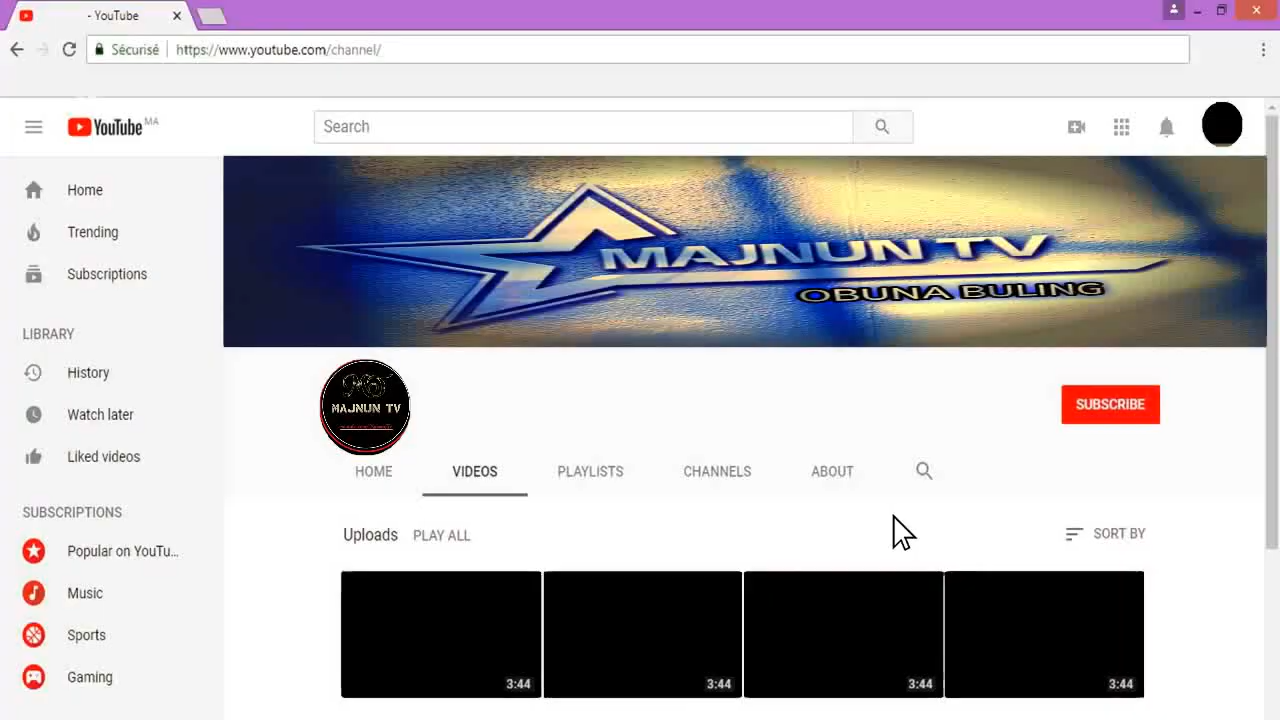 - YouTube
Sécurisé
https://www.youtube.com/channel/
YouTube MA
Search
Home
Trending
Subscriptions
LIBRARY
History
Watch later
Liked videos
SUBSCRIPTIONS
Popular on YouTu...
Music
Sports
Gaming
MAJNUN TV
OBUNA BULING
MAJNUN TV
SUBSCRIBE
HOME
VIDEOS
PLAYLISTS
CHANNELS
ABOUT
Uploads
PLAY ALL
SORT BY
3:44
3:44
3:44
3:44